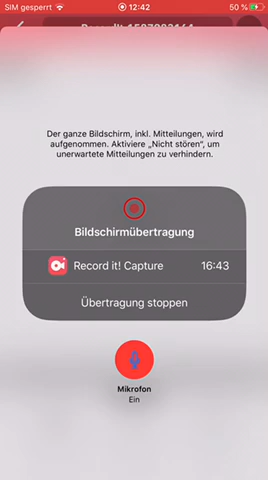 SIM gesperrt 12:42 50 %
Der ganze Bildschirm, inkl. Mitteilungen, wird
aufgenommen. Aktiviere „Nicht stören“, um
unerwartete Mitteilungen zu verhindern.
Bildschirmübertragung
Record it! Capture 16:43
Übertragung stoppen
Mikrofon
Ein